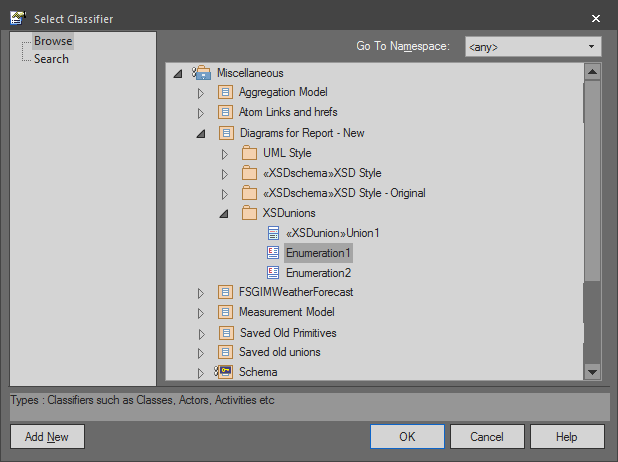 Select Classifier
Browse
Search
Go To Namespace:
<any>
Miscellaneous
Aggregation Model
Atom Links and hrefs
Diagrams for Report - New
UML Style
«XSDschema»XSD Style
«XSDschema»XSD Style - Original
XSDunions
«XSDunion»Union1
Enumeration1
Enumeration2
FSGIMWeatherForecast
Measurement Model
Saved Old Primitives
Saved old unions
Schema
Types : Classifiers such as Classes, Actors, Activities etc
Add New
OK
Cancel
Help